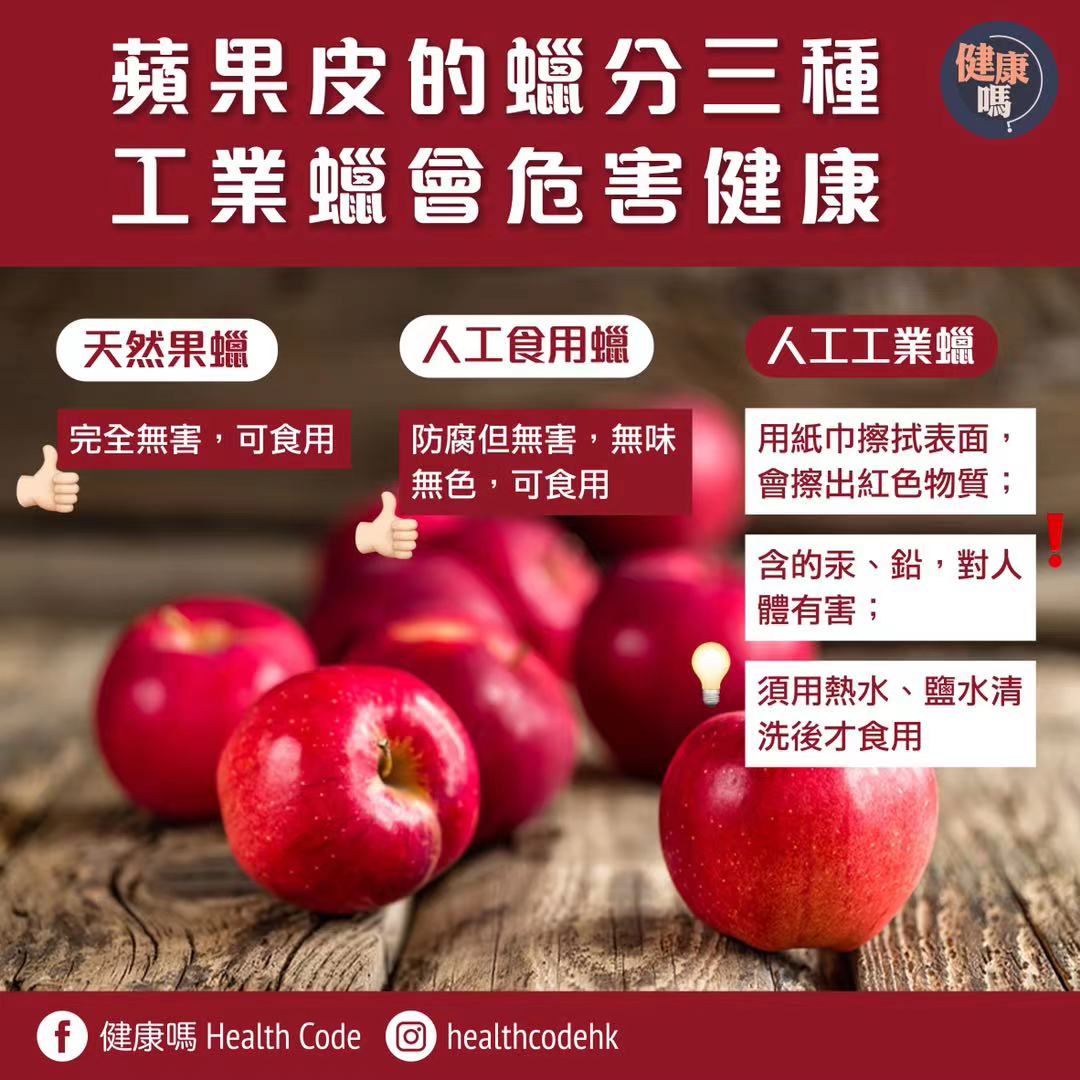 蘋果皮的蠟分三種
工業蠟會危害健康
健康
嗎
天然果蠟
完全無害，可食用
人工食用蠟
防腐但無害，無味
無色，可食用
人工工業蠟
用紙巾擦拭表面，
會擦出紅色物質；
含的汞、鉛，對人
體有害；
須用熱水、鹽水清
洗後才食用
健康嗎 Health Code
healthcodehk